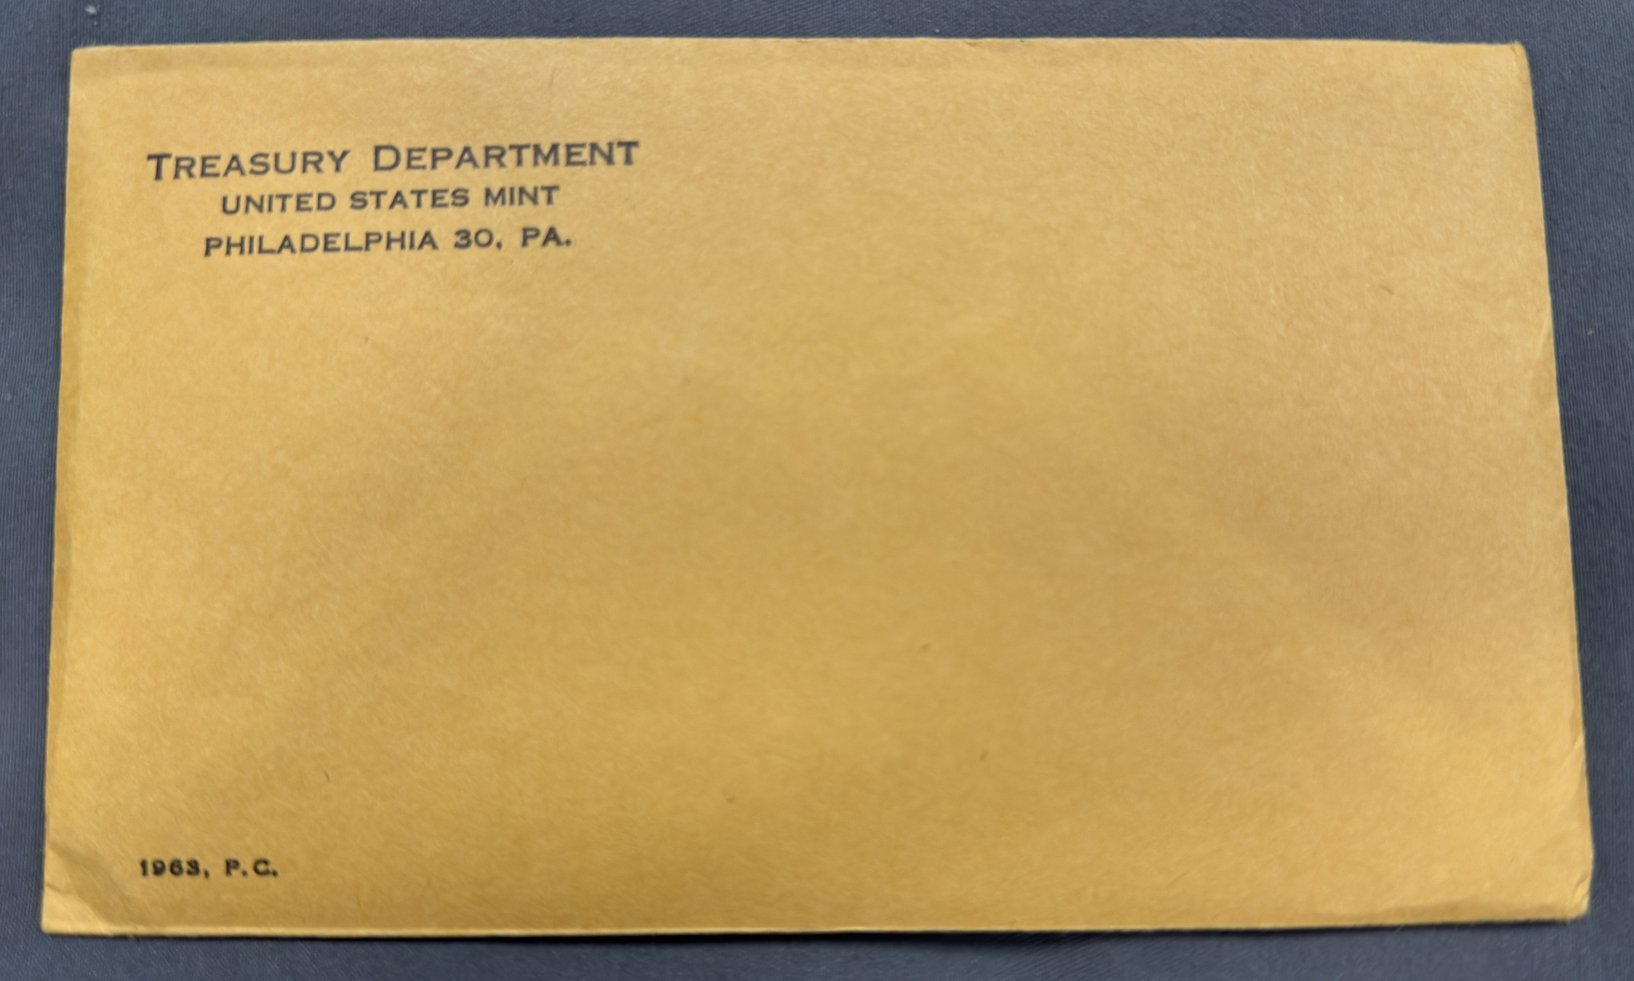 TREASURY DEPARTMENT
UNITED STATES MINT
PHILADELPHIA 30, PA.
1963, P.C.